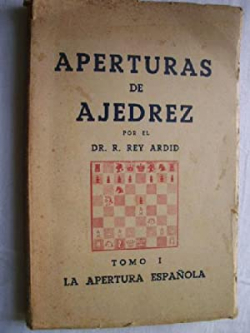 APERTURAS
DE
AJEDREZ
POR EL
DR. R. REY ARDID
TOMO I
LA APERTURA ESPAÑOLA